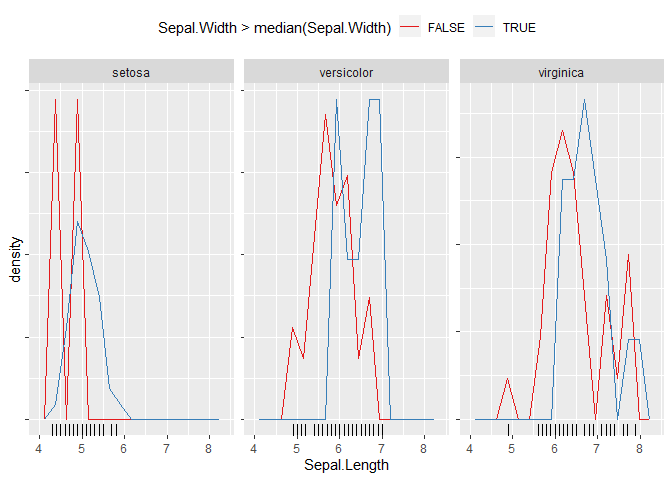 Sepal.Width > median(Sepal.Width) FALSE TRUE
setosa versicolor virginica
density
4 5 6 7 8 4 5 6 7 8 4 5 6 7 8
Sepal.Length